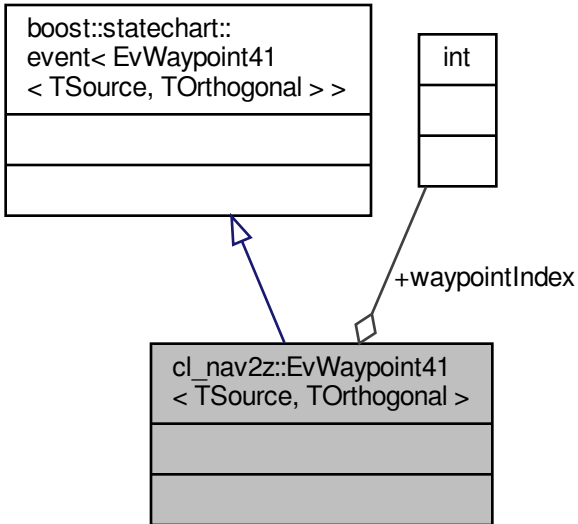 boost::statechart::
event< EvWaypoint41
< TSource, TOrthogonal > >
int
+waypointIndex
cl_nav2z::EvWaypoint41
< TSource, TOrthogonal >